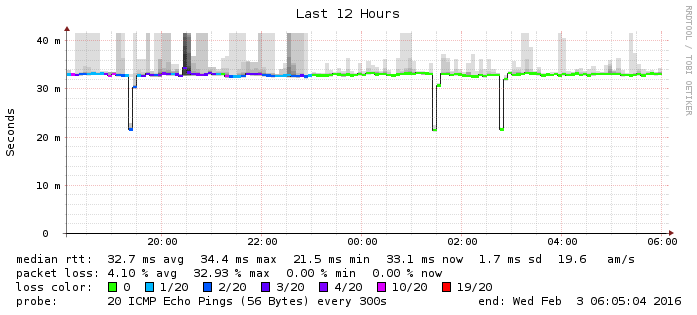 Last 12 Hours
RRDTOOL / TOBI OETIKER
Seconds
40 m
30 m
20 m
10 m
0
20:00 22:00 00:00 02:00 04:00 06:00
median rtt: 32.7 ms avg 34.4 ms max 21.5 ms min 33.1 ms now 1.7 ms sd 19.6 am/s
packet loss: 4.10 % avg 32.93 % max 0.00 % min 0.00 % now
loss color: 0 1/20 2/20 3/20 4/20 10/20 19/20
probe: 20 ICMP Echo Pings (56 Bytes) every 300s end: Wed Feb 3 06:05:04 2016